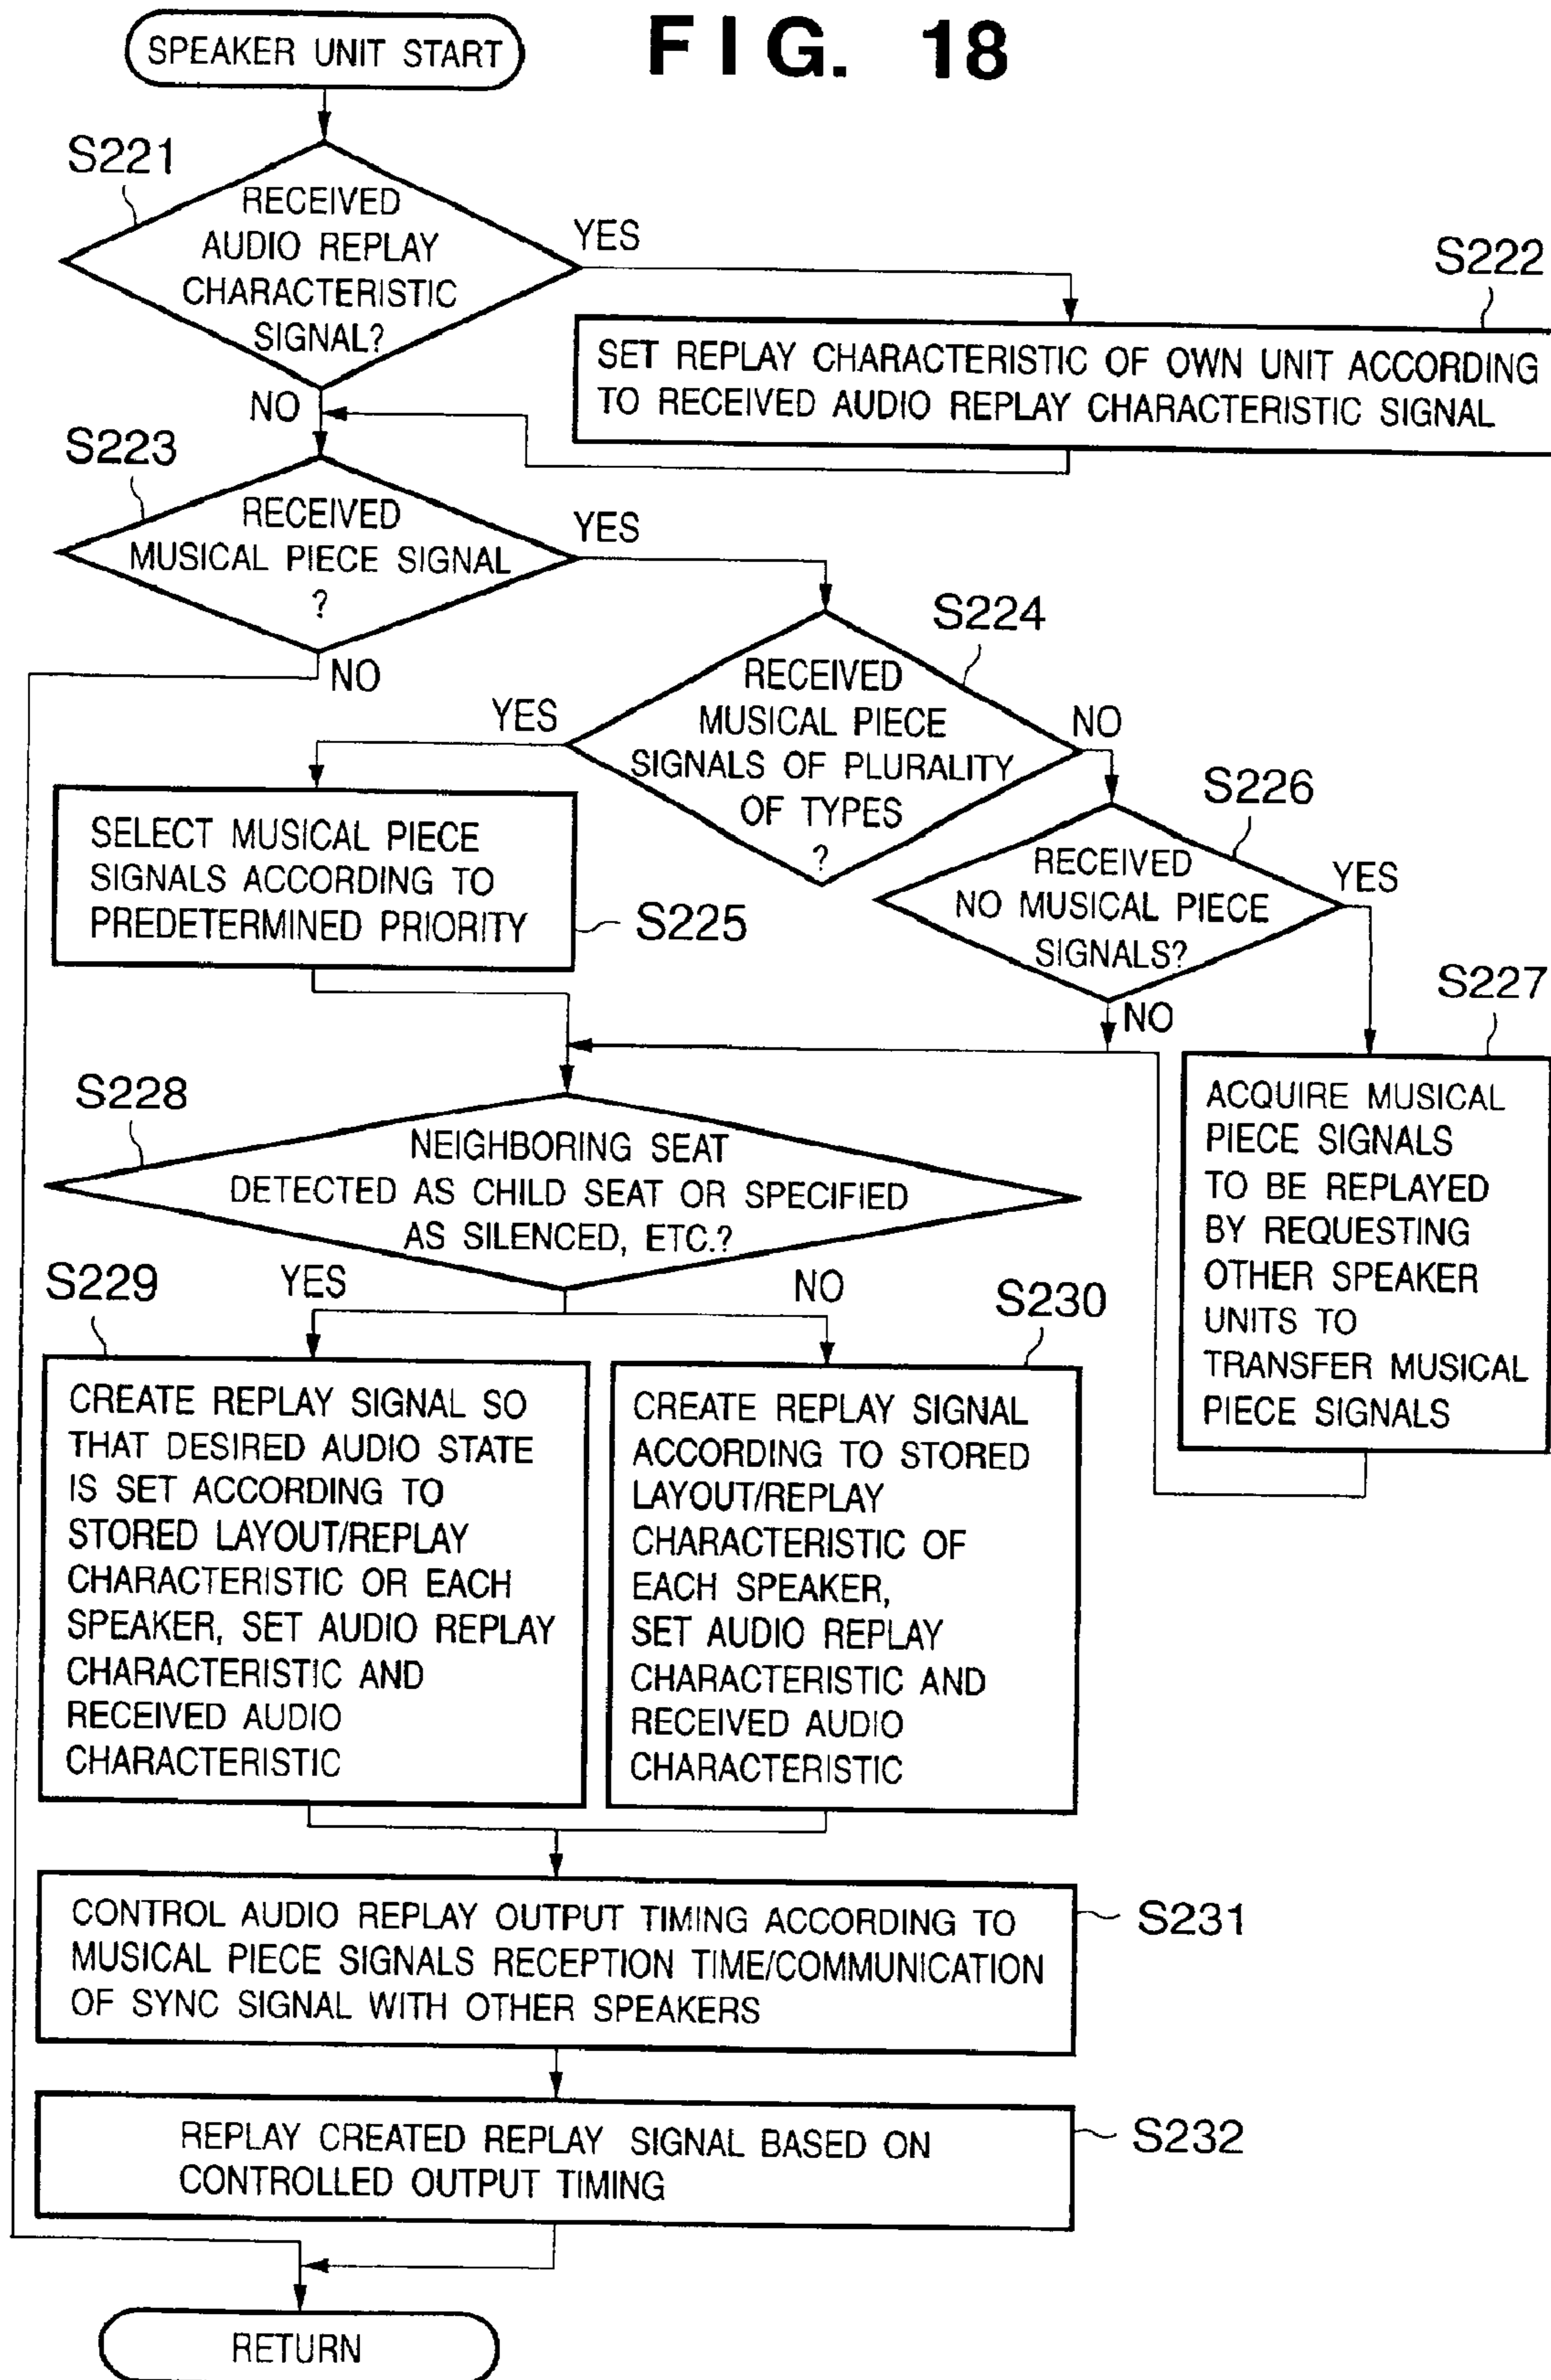 FIG. 18
SPEAKER UNIT START
S221
RECEIVED
AUDIO REPLAY
CHARACTERISTIC
SIGNAL?
YES
NO
S222
SET REPLAY CHARACTERISTIC OF OWN UNIT ACCORDING
TO RECEIVED AUDIO REPLAY CHARACTERISTIC SIGNAL
S223
RECEIVED
MUSICAL PIECE SIGNAL
?
YES
NO
S224
RECEIVED
MUSICAL PIECE
SIGNALS OF PLURALITY
OF TYPES
?
YES
NO
SELECT MUSICAL PIECE
SIGNALS ACCORDING TO
PREDETERMINED PRIORITY
S225
S226
RECEIVED
NO MUSICAL PIECE
SIGNALS?
YES
NO
S227
ACQUIRE MUSICAL
PIECE SIGNALS
TO BE REPLAYED
BY REQUESTING
OTHER SPEAKER
UNITS TO
TRANSFER MUSICAL
PIECE SIGNALS
S228
NEIGHBORING SEAT
DETECTED AS CHILD SEAT OR SPECIFIED
AS SILENCED, ETC.?
YES
NO
S229
CREATE REPLAY SIGNAL SO
THAT DESIRED AUDIO STATE
IS SET ACCORDING TO
STORED LAYOUT/REPLAY
CHARACTERISTIC OR EACH
SPEAKER, SET AUDIO REPLAY
CHARACTERISTIC AND
RECEIVED AUDIO
CHARACTERISTIC
S230
CREATE REPLAY SIGNAL
ACCORDING TO STORED
LAYOUT/REPLAY
CHARACTERISTIC OF
EACH SPEAKER,
SET AUDIO REPLAY
CHARACTERISTIC AND
RECEIVED AUDIO
CHARACTERISTIC
CONTROL AUDIO REPLAY OUTPUT TIMING ACCORDING TO
MUSICAL PIECE SIGNALS RECEPTION TIME/COMMUNICATION
OF SYNC SIGNAL WITH OTHER SPEAKERS
S231
REPLAY CREATED REPLAY SIGNAL BASED ON
CONTROLLED OUTPUT TIMING
S232
RETURN